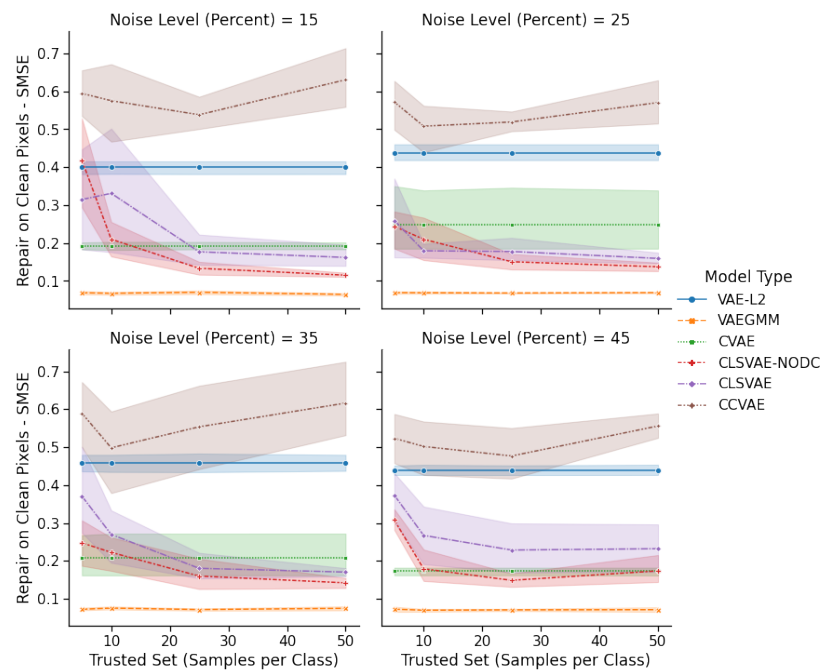 Noise Level (Percent) = 15
Noise Level (Percent) = 25
Repair on Clean Pixels - SMSE
0.7
0.6
0.5
0.4
0.3
0.2
0.1
Model Type
VAE-L2
VAEGMM
CVAE
CLSVAE-NODC
CLSVAE
CCVAE
Noise Level (Percent) = 35
Noise Level (Percent) = 45
Repair on Clean Pixels - SMSE
0.7
0.6
0.5
0.4
0.3
0.2
0.1
10 20 30 40 50
10 20 30 40 50
Trusted Set (Samples per Class)
Trusted Set (Samples per Class)